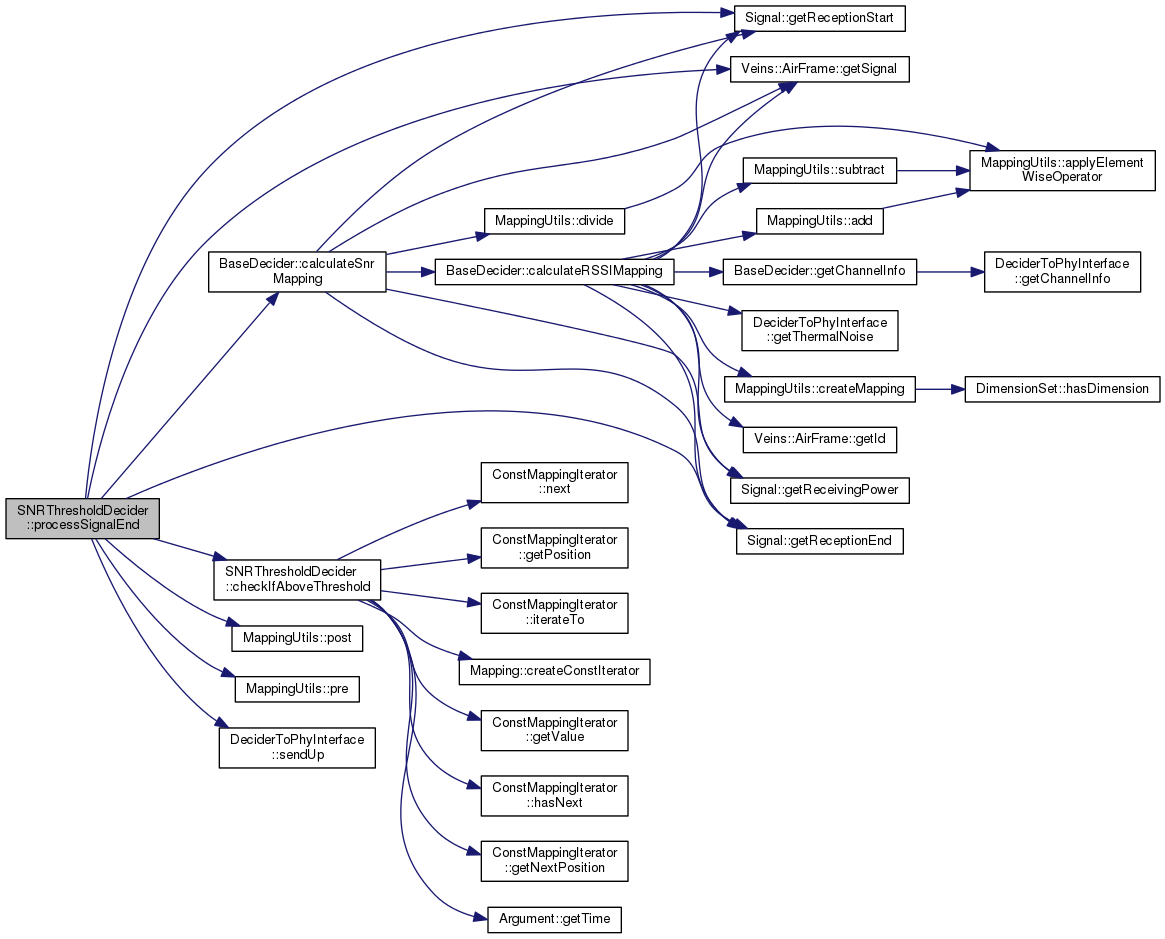 Signal::getReceptionStart
Veins::AirFrame::getSignal
MappingUtils::subtract
MappingUtils::applyElement
WiseOperator
MappingUtils::divide
MappingUtils::add
BaseDecider::calculateSnr
Mapping
BaseDecider::calculateRSSIMapping
BaseDecider::getChannelInfo
DeciderToPhyInterface
::getChannelInfo
DeciderToPhyInterface
::getThermalNoise
MappingUtils::createMapping
DimensionSet::hasDimension
Veins::AirFrame::getId
Signal::getReceivingPower
Signal::getReceptionEnd
SNRThresholdDecider
::processSignalEnd
ConstMappingIterator
::next
ConstMappingIterator
::getPosition
SNRThresholdDecider
::checkIfAboveThreshold
ConstMappingIterator
::iterateTo
MappingUtils::post
Mapping::createConstIterator
MappingUtils::pre
ConstMappingIterator
::getValue
DeciderToPhyInterface
::sendUp
ConstMappingIterator
::hasNext
ConstMappingIterator
::getNextPosition
Argument::getTime